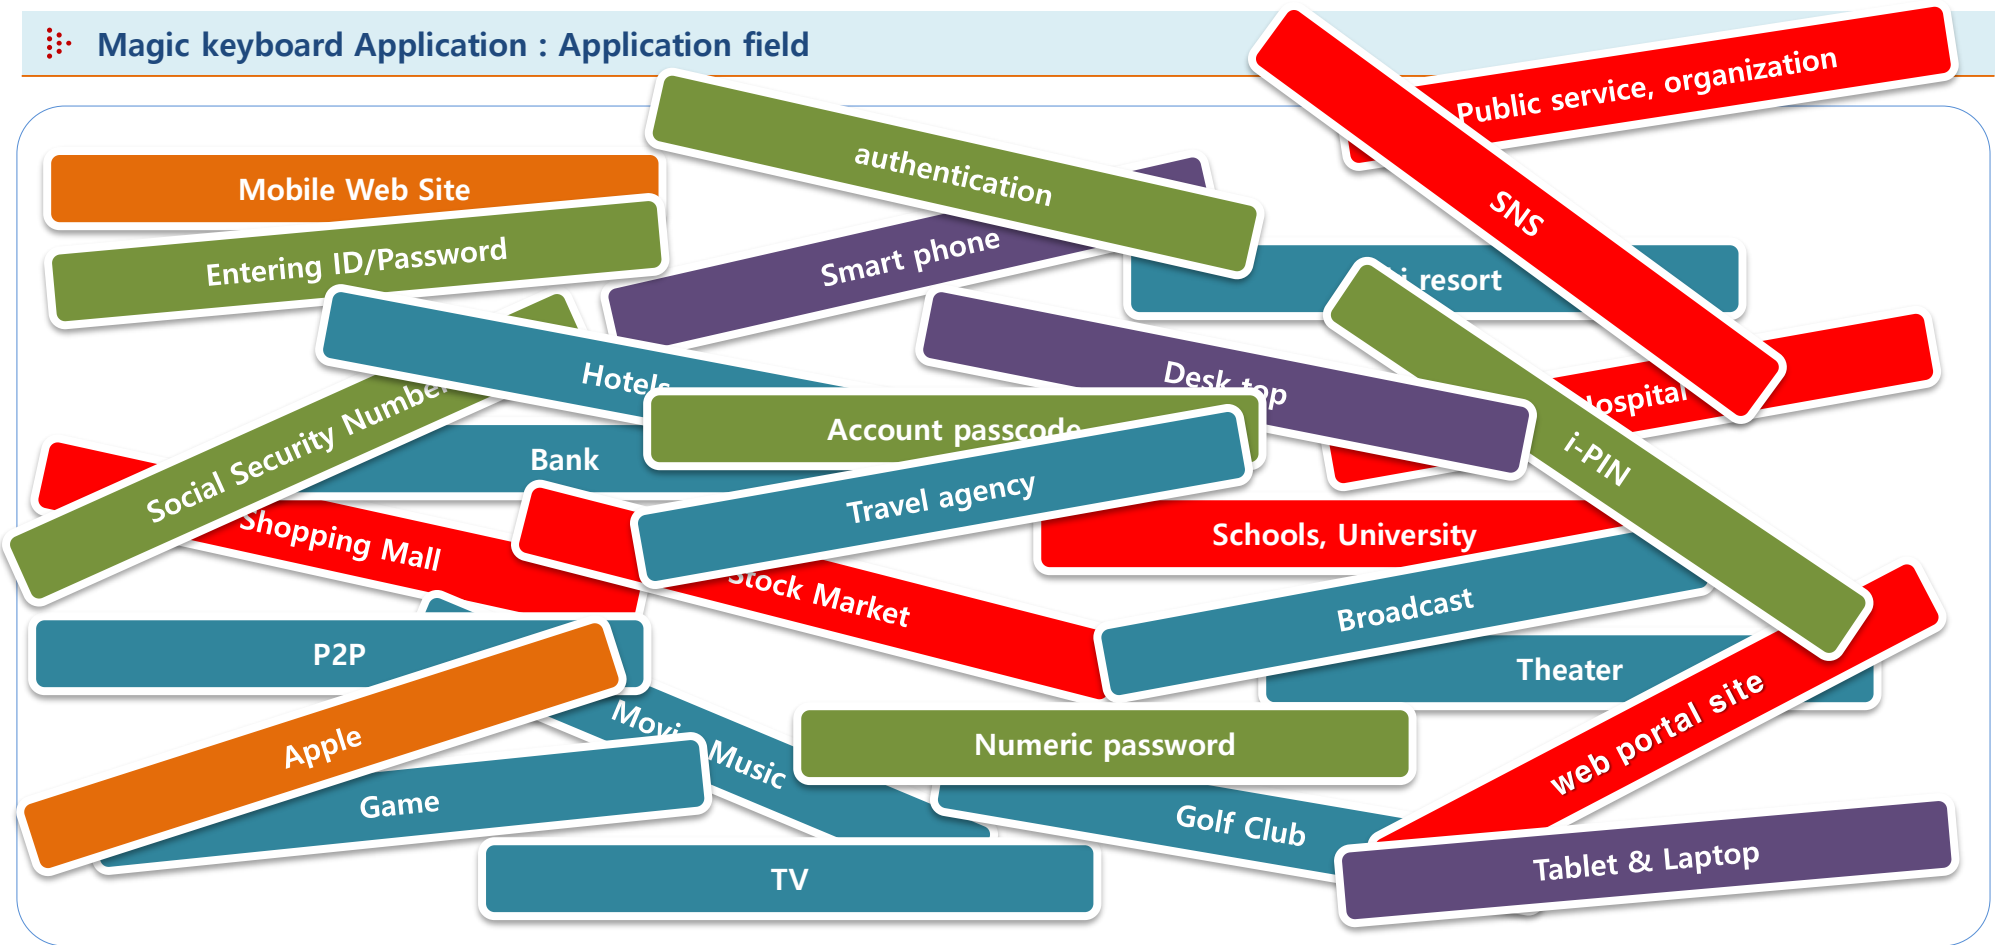 Magic keyboard Application : Application field
Public service, organization
authentication
Mobile Web Site
SNS
Entering ID/Password
Smart phone
resort
Hotels
Desk top
Hospital
Social Security Number
Account passcode
Bank
i-PIN
Travel agency
Shopping Mall
Schools, University
Stock Market
Broadcast
P2P
Theater
Movie Music
web portal site
Apple
Numeric password
Game
Golf Club
Tablet & Laptop
TV